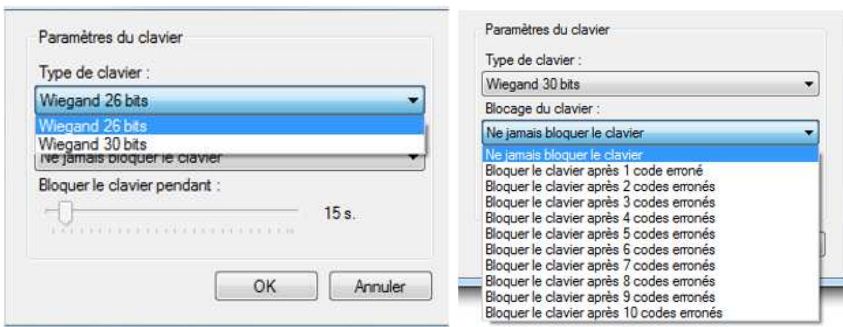 Paramètres du clavier
Type de clavier :
Wiegand 26 bits
Wiegand 26 bits
Wiegand 30 bits
Ne jamais bloquer le clavier
Bloquer le clavier pendant :
15 s.
OK
Annuler
Paramètres du clavier
Type de clavier :
Wiegand 30 bits
Blocage du clavier :
Ne jamais bloquer le clavier
Ne jamais bloquer le clavier
Bloquer le clavier après 1 code erroné
Bloquer le clavier après 2 codes erronés
Bloquer le clavier après 3 codes erronés
Bloquer le clavier après 4 codes erronés
Bloquer le clavier après 5 codes erronés
Bloquer le clavier après 6 codes erronés
Bloquer le clavier après 7 codes erronés
Bloquer le clavier après 8 codes erronés
Bloquer le clavier après 9 codes erronés
Bloquer le clavier après 10 codes erronés